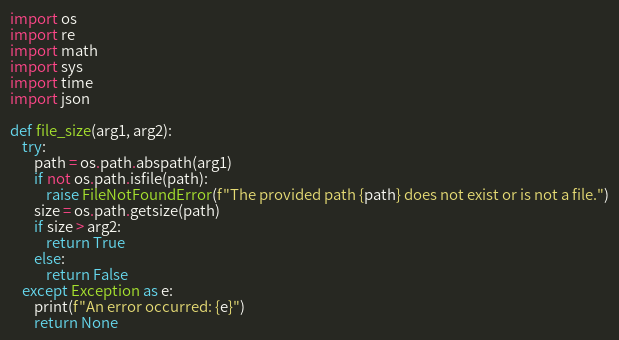 import os
import re
import math
import sys
import time
import json

def file_size(arg1, arg2):
    try:
        path = os.path.abspath(arg1)
        if not os.path.isfile(path):
            raise FileNotFoundError(f"The provided path {path} does not exist or is not a file.")
        size = os.path.getsize(path)
        if size > arg2:
            return True
        else:
            return False
    except Exception as e:
        print(f"An error occurred: {e}")
        return None